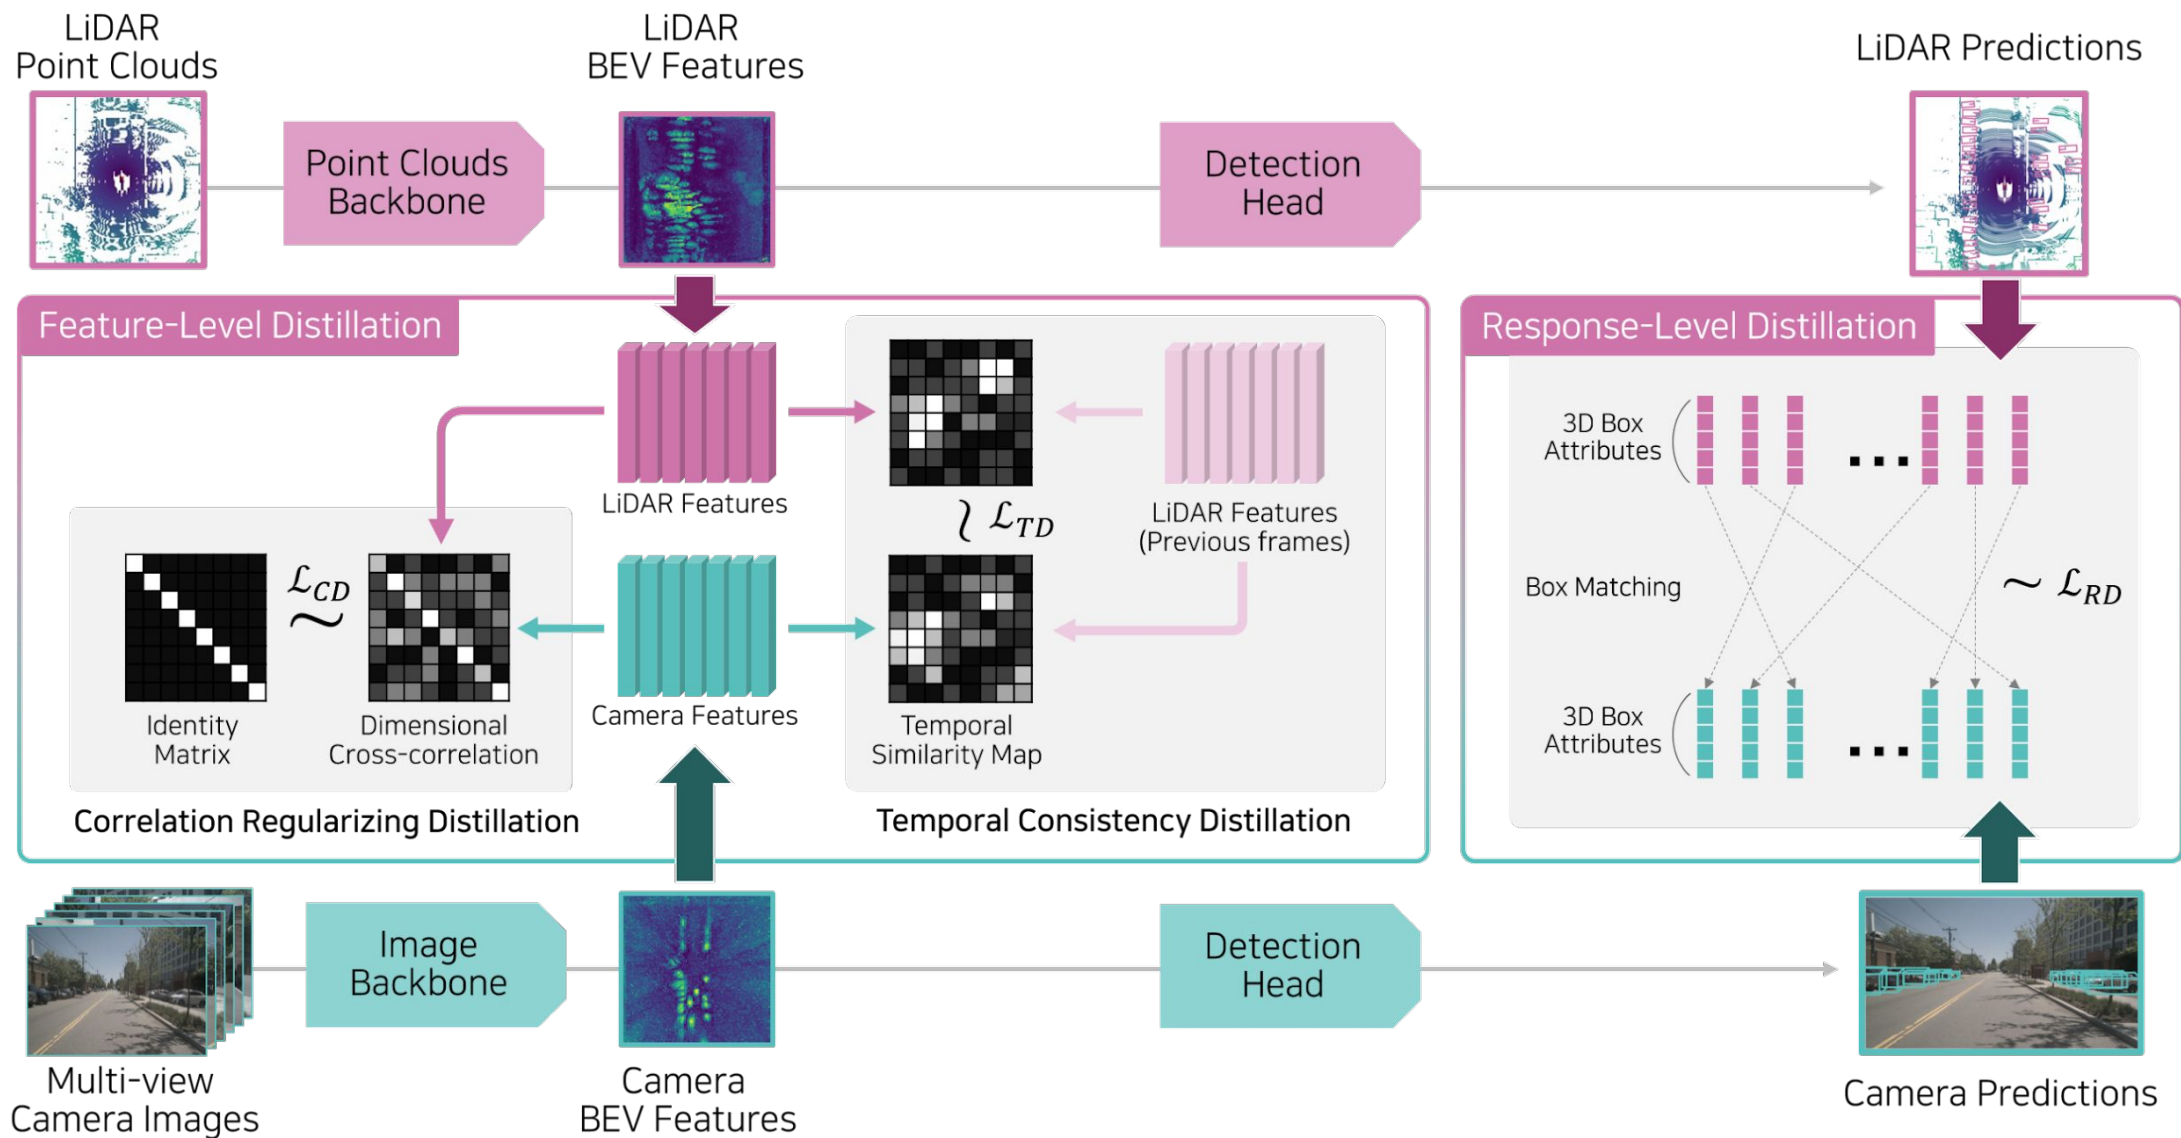 LiDAR
Point Clouds
LiDAR
BEV Features
LiDAR Predictions
Point Clouds
Backbone
Detection
Head
Feature-Level Distillation
Response-Level Distillation
LiDAR Features
ℒTD
LiDAR Features
(Previous frames)
ℒCD
Identity
Matrix
Dimensional
Cross-correlation
Camera Features
Temporal
Similarity Map
Correlation Regularizing Distillation
Temporal Consistency Distillation
3D Box
Attributes
...
Box Matching
~ ℒRD
3D Box
Attributes
...
Image
Backbone
Detection
Head
Multi-view
Camera Images
Camera
BEV Features
Camera Predictions